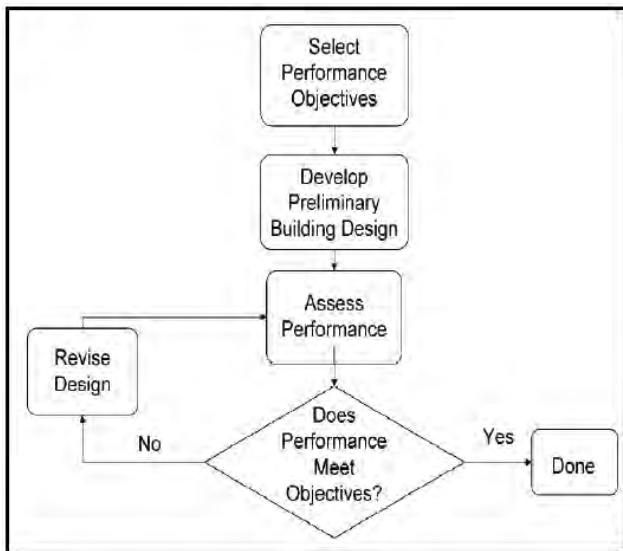 Select
Performance
Objectives
Develop
Preliminary
Building Design
Assess
Performance
Revise
Design
Does
Performance
Meet
Objectives?
No
Yes
Done